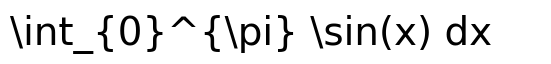 \int_{0}^{\pi} \sin(x) dx